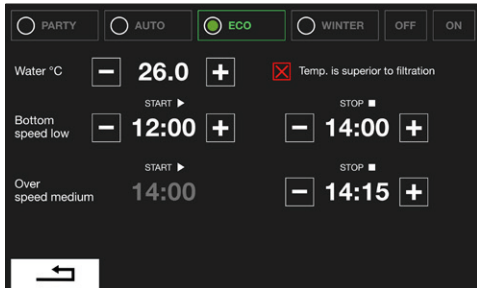 PARTY AUTO ECO WINTER OFF ON
Water °C 26.0 Temp. is superior to filtration
START STOP
Bottom
speed low 12:00 14:00
START STOP
Over
speed medium 14:00 14:15